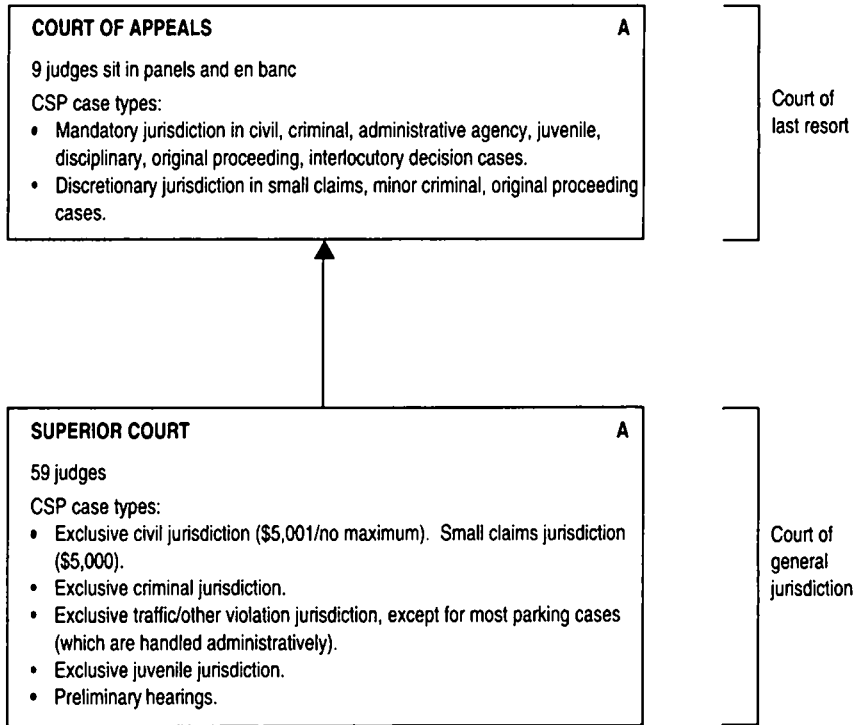 COURT OF APPEALS A
9 judges sit in panels and en banc
CSP case types:
• Mandatory jurisdiction in civil, criminal, administrative agency, juvenile,
disciplinary, original proceeding, interlocutory decision cases.
• Discretionary jurisdiction in small claims, minor criminal, original proceeding
cases.
Court of
last resort
SUPERIOR COURT A
59 judges
CSP case types:
• Exclusive civil jurisdiction ($5,001/no maximum). Small claims jurisdiction
($5,000).
• Exclusive criminal jurisdiction.
• Exclusive traffic/other violation jurisdiction, except for most parking cases
(which are handled administratively).
• Exclusive juvenile jurisdiction.
• Preliminary hearings.
Court of
general
jurisdiction